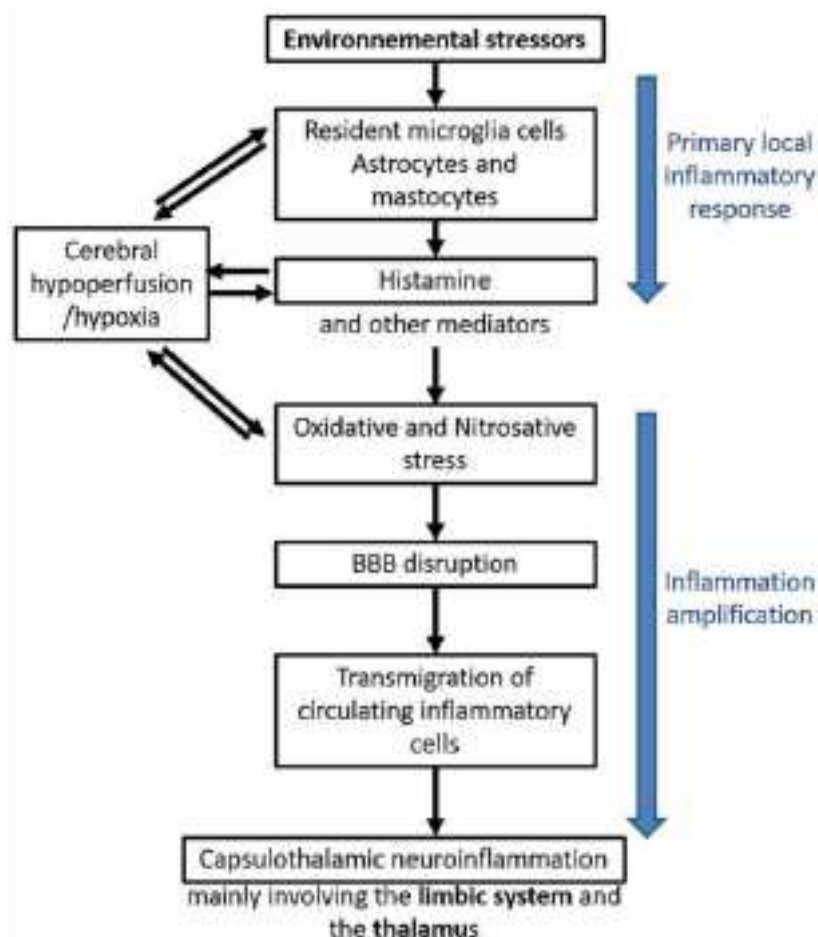 Environnemental stressors
Resident microglia cells
Astrocytes and
mastocytes
Primary local
inflammatory
response
Cerebral
hypoperfusion
/hypoxia
Histamine
and other mediators
Oxidative and Nitrosative
stress
BBB disruption
Inflammation
amplification
Transmigration of
circulating inflammatory
cells
Capsulothalamic neuroinflammation
mainly involving the limbic system and
the thalamus